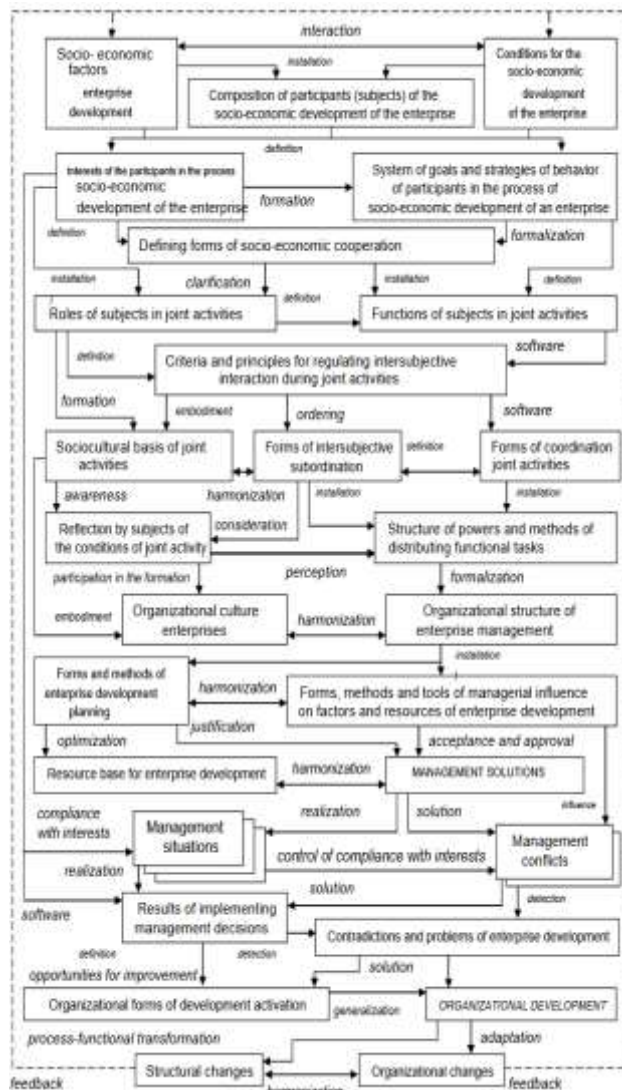 interaction
Socio- economic
factors
enterprise
development
Conditions for the
socio-economic
development
of the enterprise
installation
Composition of participants (subjects) of the
socio-economic development of the enterprise
definition
Interests of the participants in the process
socio-economic
development of the enterprise
System of goals and strategies of behavior
of participants in the process of
socio-economic development of an enterprise
formation
definition
formalization
Defining forms of socio-economic cooperation
installation
clarification
installation
definition
definition
Roles of subjects in joint activities
Functions of subjects in joint activities
software
definition
Criteria and principles for regulating intersubjective
interaction during joint activities
formation
embodiment
ordering
software
Sociocultural basis of joint
activities
Forms of intersubjective
subordination
definition
Forms of coordination
joint activities
awareness
harmonization
installation
installation
Reflection by subjects of
the conditions of joint activity
consideration
Structure of powers and methods of
distributing functional tasks
participation in the formation
perception
formalization
embodiment
Organizational culture
enterprises
harmonization
Organizational structure of
enterprise management
installation
Forms and methods of
enterprise development
planning
harmonization
Forms, methods and tools of managerial influence
on factors and resources of enterprise development
optimization
justification
acceptance and approval
Resource base for enterprise development
harmonization
MANAGEMENT SOLUTIONS
compliance
with interests
realization
solution
influence
Management
situations
control of compliance with interests
Management
conflicts
realization
solution
detection
software
Results of implementing
management decisions
Contradictions and problems of enterprise development
definition
detection
opportunities for improvement
solution
Organizational forms of development activation
generalization
ORGANIZATIONAL DEVELOPMENT
process-functional transformation
adaptation
Structural changes
Organizational changes
feedback
feedback